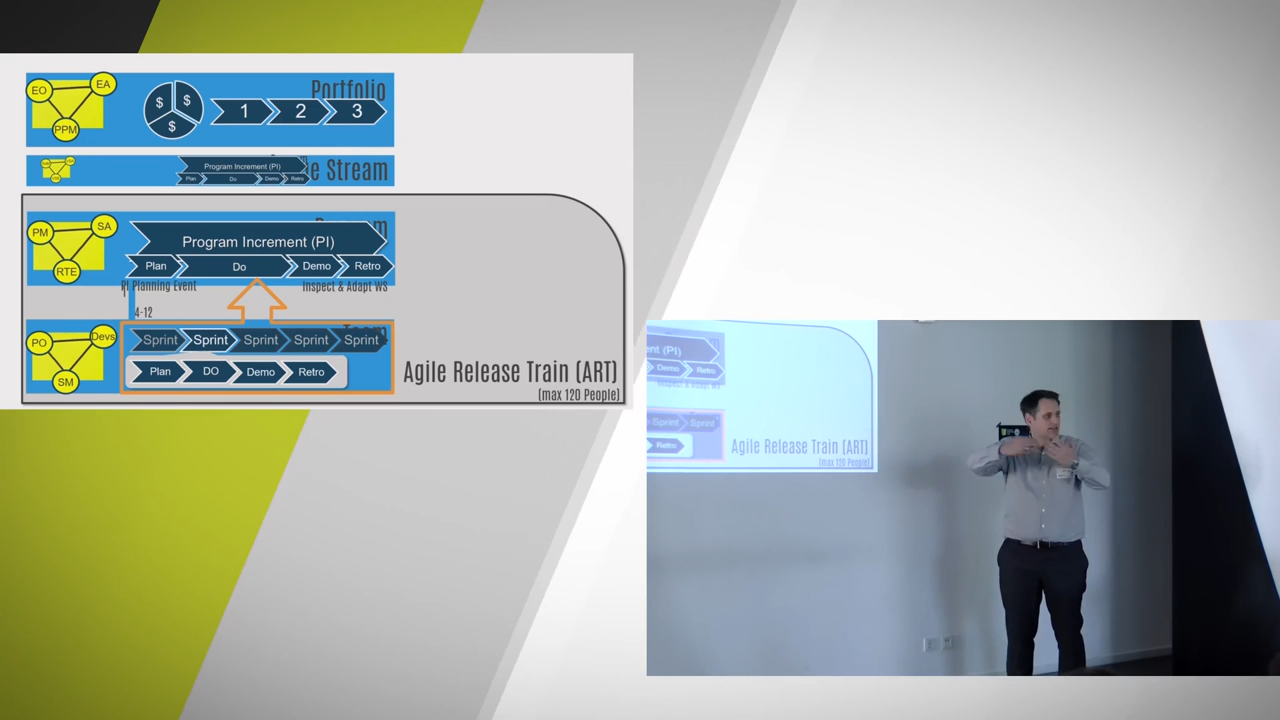 EO
EA
PPM
$
$
$
Portfolio
1
2
3
Program Increment (PI)
Plan
Do
Demo
Retro
Stream
PM
SA
RTE
Program Increment (PI)
Plan
Do
Demo
Retro
PI Planning Event
Inspect & Adapt WS
4-12
PO
Devs
SM
Sprint
Sprint
Sprint
Sprint
Sprint
Plan
DO
Demo
Retro
Agile Release Train (ART)
(max 120 People)
(PI)
Demo
Retro
Inspect & Adapt WS
Sprint
Sprint
Retro
Agile Release Train (ART)
(max 120 People)